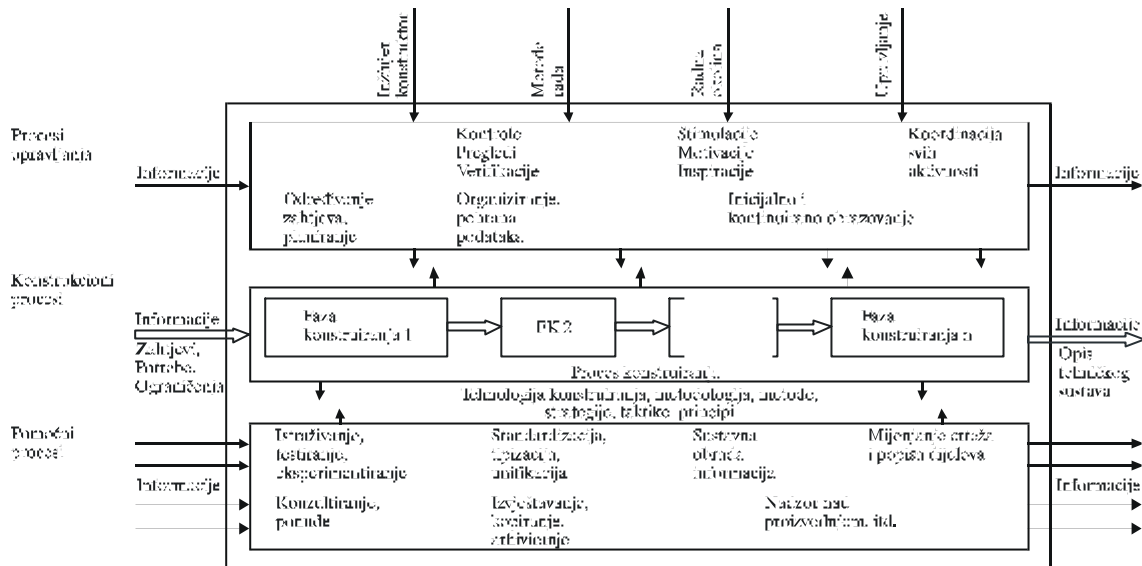 Inžinjer
konstruktor
Metode
rada
Radna
okolina
Upravljanje
Procesi
upravljanja
Informacije
Kontrole
Pregledi
Verifikacije
Stimulacije
Motivacije
Inspiracije
Koordinacija
svih
aktivnosti
Informacije
Određivanje
zahtjeva,
planiranje
Organiziranje,
pohrana
podataka
Inicijalno i
kontinuirano obrazovanje
Konstrukcioni
procesi
Informacije
Zahtjevi,
Potrebe,
Ograničenja
Faza
konstruiranja 1
FK 2
Faza
konstruiranja n
Informacije
Opis
tehničkog
sustava
Proces konstruiranja
Tehnologija konstruiranja, metodologija, metode,
strategije, taktike, principi
Pomoćni
procesi
Informacije
Istraživanje,
testiranje,
eksperimentiranje
Standardizacija,
tipizacija,
unifikacija
Sustavna
obrada
informacija
Mijenjanje crteža
i popisa dijelova
Informacije
Konzultiranje,
ponude
Izvještavanje,
kopiranje,
arhiviranje
Nadzor nad
proizvodnjom, itd.